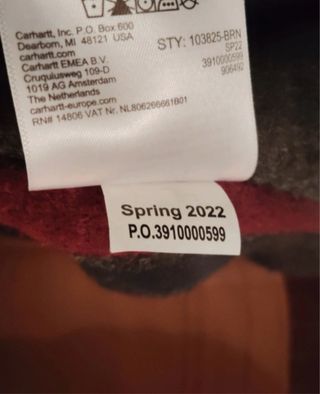 Carhartt, Inc. P.O. Box 600
Dearborn, MI 48121 USA
carhartt.com
Carhartt EMEA B.V.
Cruquiusweg 109-D
1019 AG Amsterdam
The Netherlands
carhartt-europe.com
RN# 14806 VAT Nr. NL806266661B01
STY: 103825-BRN
SP22
3910000599
906492
Spring 2022
P.O.3910000599